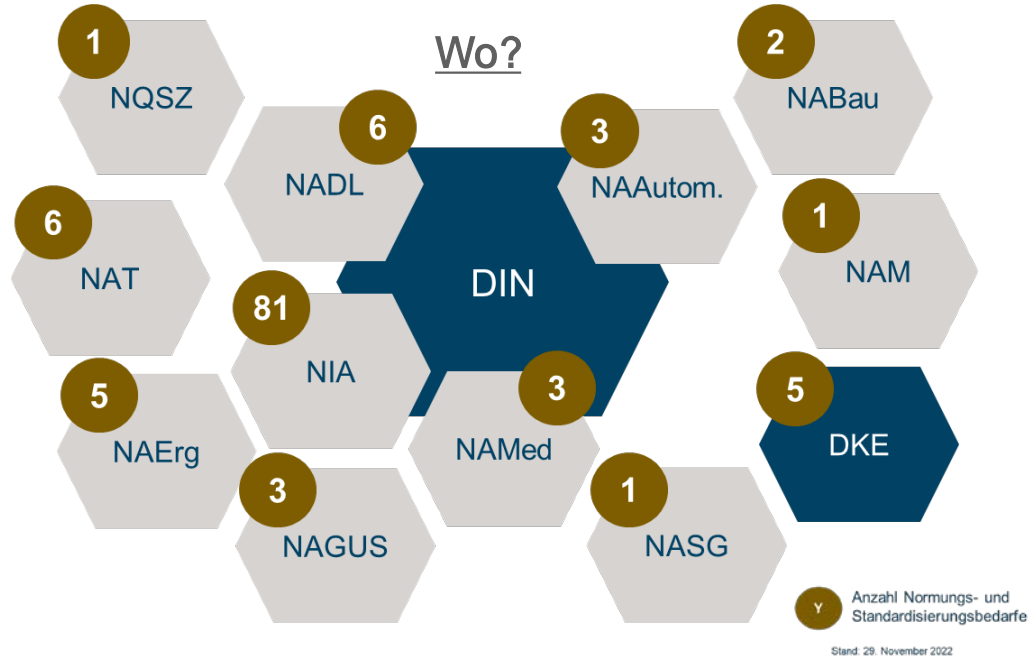 Wo?
1
NQSZ
2
NABau
6
NADL
3
NAAutom.
6
NAT
DIN
1
NAM
81
NIA
5
NAErg
3
NAMed
5
DKE
3
NAGUS
1
NASG
Y
Anzahl Normungs- und
Standardisierungsbedarfe
Stand: 29. November 2022